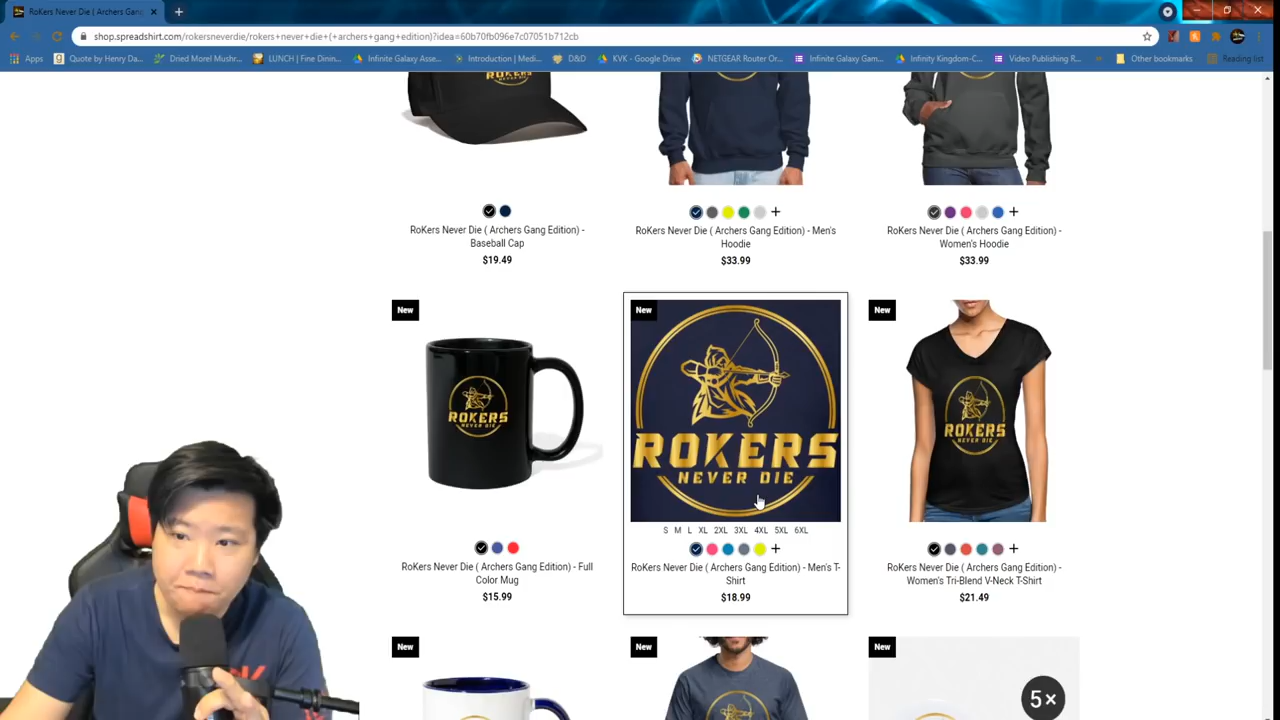 RoKers Never Die ( Archers Gang
shop.spreadshirt.com/rokersneverdie/rokers+never+die+(+archers+gang+edition)?idea=60b70fb096e7c07051b712cb
Apps Quote by Henry Da... Dried Morel Mushr... LUNCH | Fine Dinin... Infinite Galaxy Asse... Introduction | Medi... D&D KVK - Google Drive NETGEAR Router Or... Infinite Galaxy Gam... Infinity Kingdom-C... Video Publishing R... Other bookmarks Reading list
RoKers Never Die ( Archers Gang Edition) -
Baseball Cap
$19.49
RoKers Never Die ( Archers Gang Edition) - Men's
Hoodie
$33.99
RoKers Never Die ( Archers Gang Edition) -
Women's Hoodie
$33.99
New
ROKERS
NEVER DIE
RoKers Never Die ( Archers Gang Edition) - Full
Color Mug
$15.99
New
ROKERS
NEVER DIE
S M L XL 2XL 3XL 4XL 5XL 6XL
RoKers Never Die ( Archers Gang Edition) - Men's T-
Shirt
$18.99
New
ROKERS
NEVER DIE
RoKers Never Die ( Archers Gang Edition) -
Women's Tri-Blend V-Neck T-Shirt
$21.49
New
New
New
5×